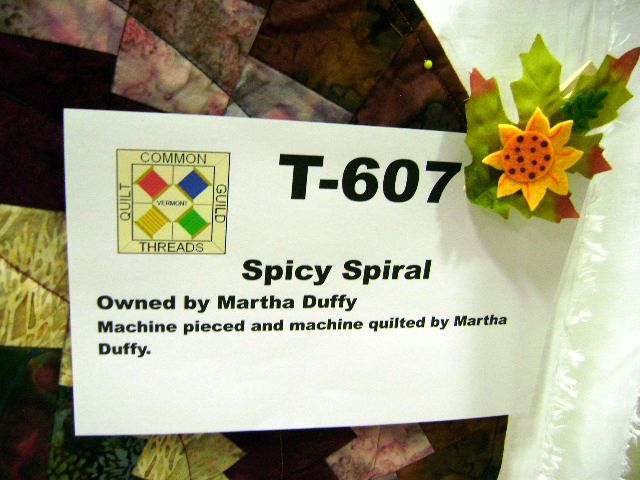 COMMON
QUILT
GUILD
VERMONT
THREADS
T-607
Spicy Spiral
Owned by Martha Duffy
Machine pieced and machine quilted by Martha
Duffy.